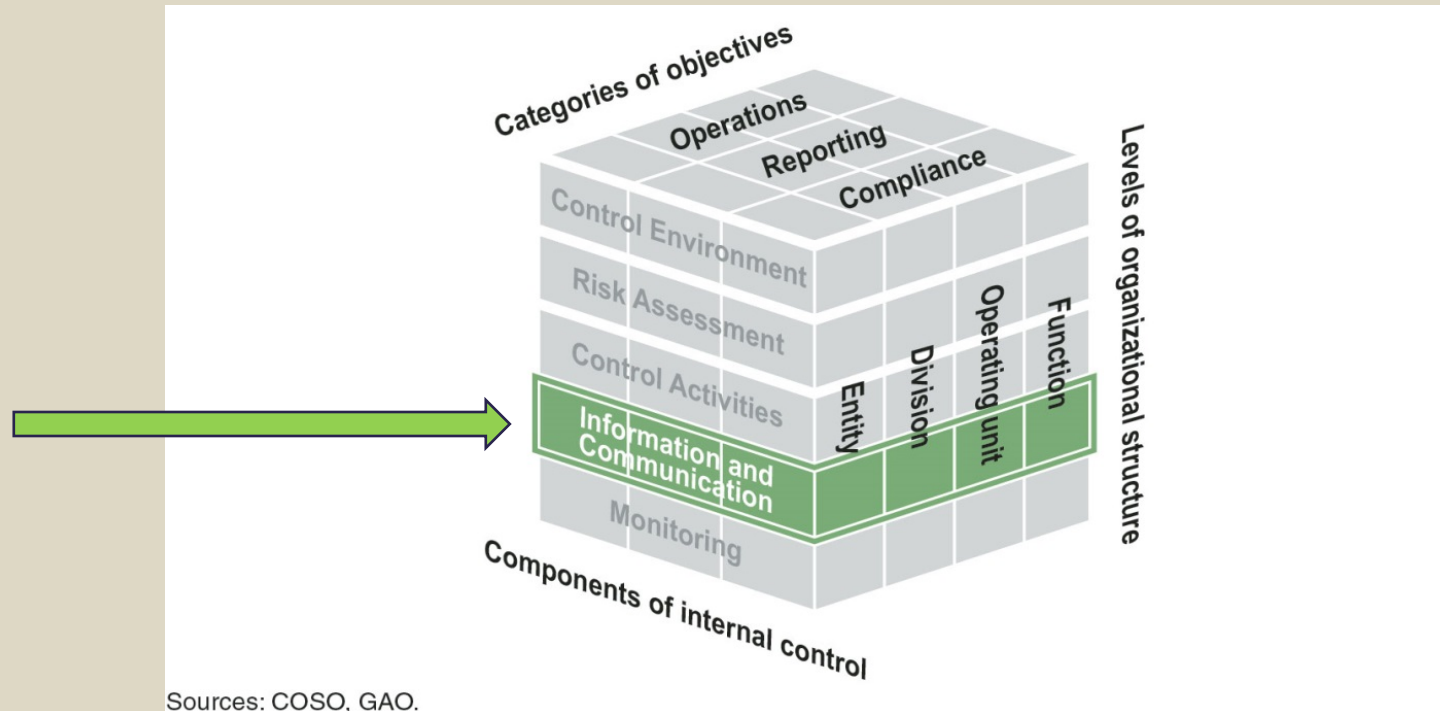 Categories of objectives
Operations
Reporting
Compliance
Control Environment
Risk Assessment
Control Activities
Information and
Communication
Monitoring
Components of internal control
Entity
Division
Operating unit
Function
Levels of organizational structure
Sources: COSO, GAO.